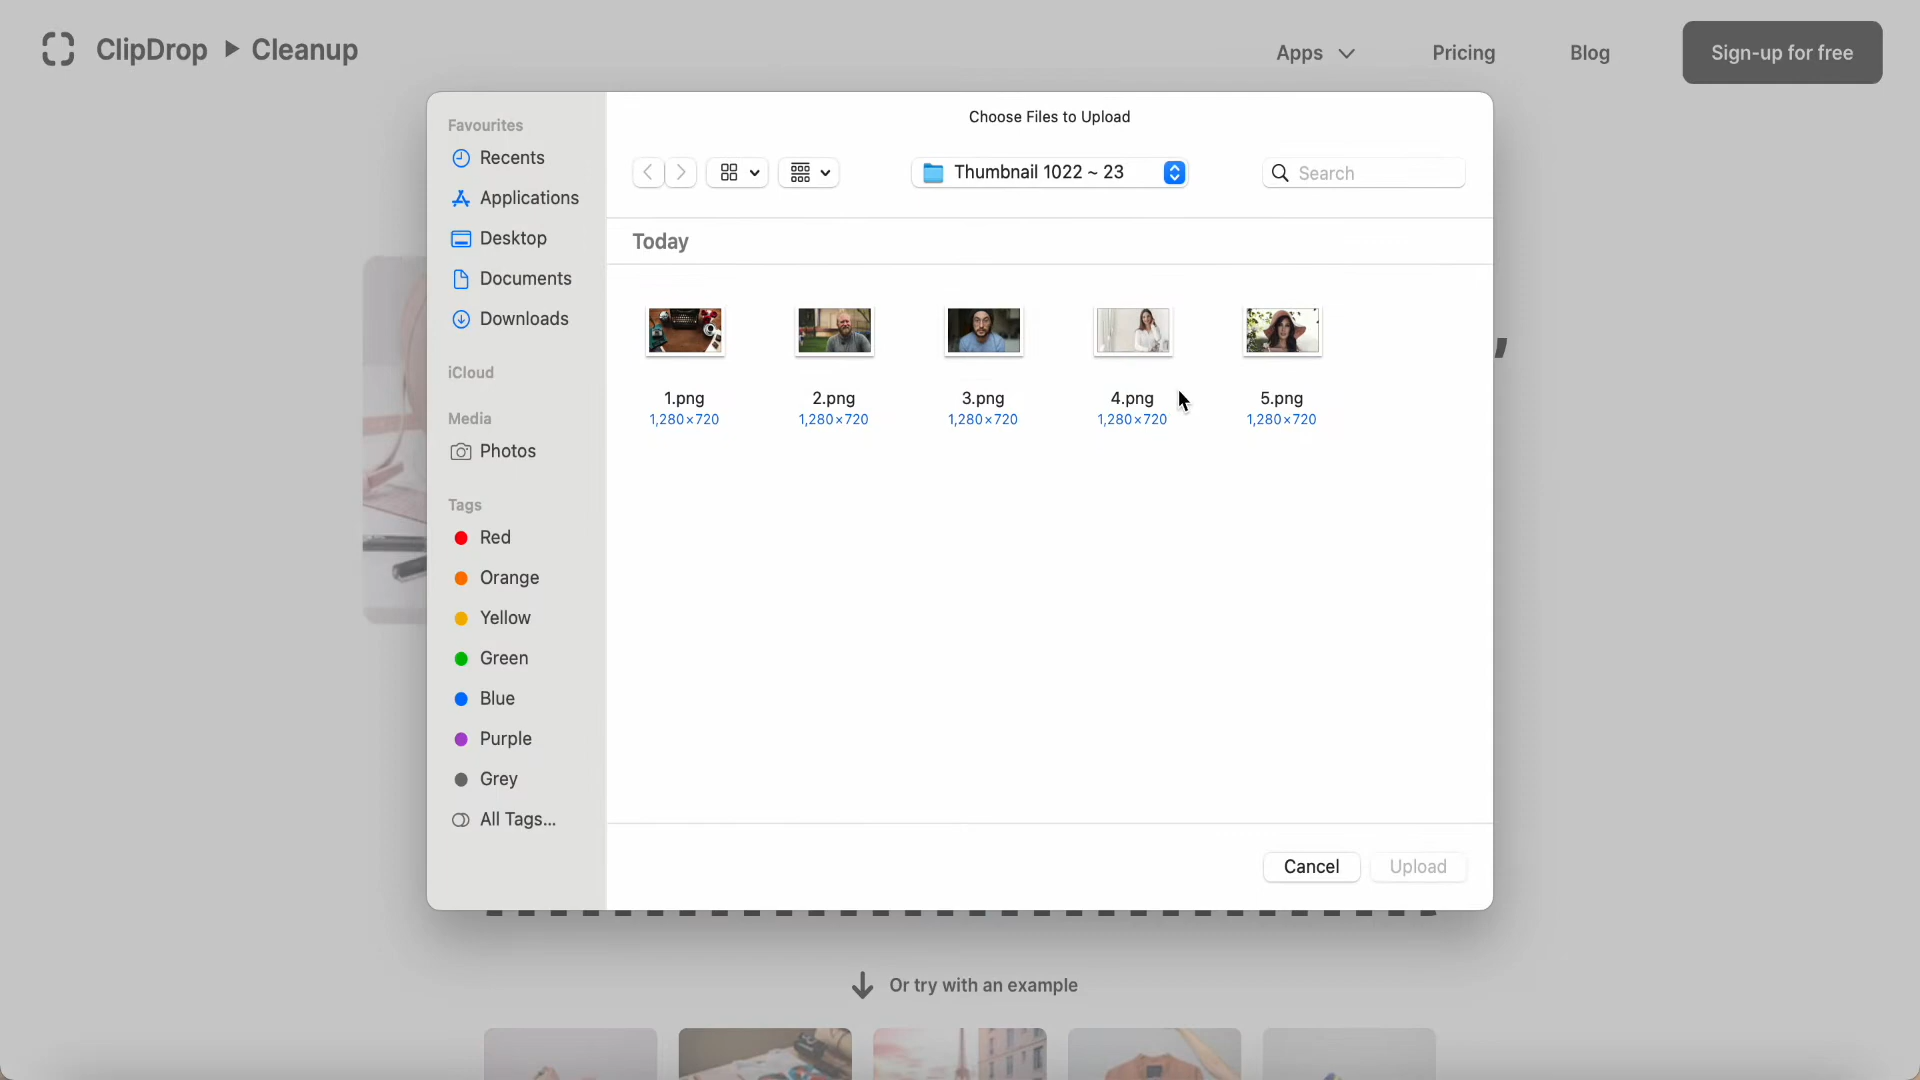 ClipDrop ▸ Cleanup
Apps
Pricing
Blog
Sign-up for free
Choose Files to Upload
Favourites
Recents
Applications
Desktop
Documents
Downloads
iCloud
Media
Photos
Tags
Red
Orange
Yellow
Green
Blue
Purple
Grey
All Tags...
Thumbnail 1022 ~ 23
Search
Today
1.png
1,280×720
2.png
1,280×720
3.png
1,280×720
4.png
1,280×720
5.png
1,280×720
Cancel
Upload
Or try with an example